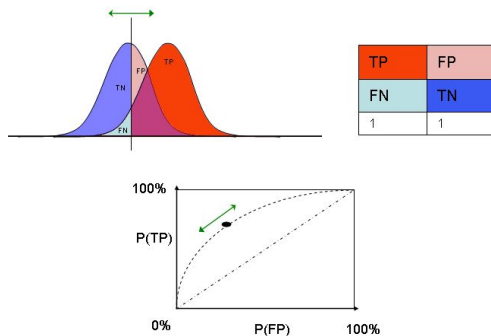 FP
TP
TN
FN
TP FP
FN TN
1 1
100%
P(TP)
0%
P(FP)
100%